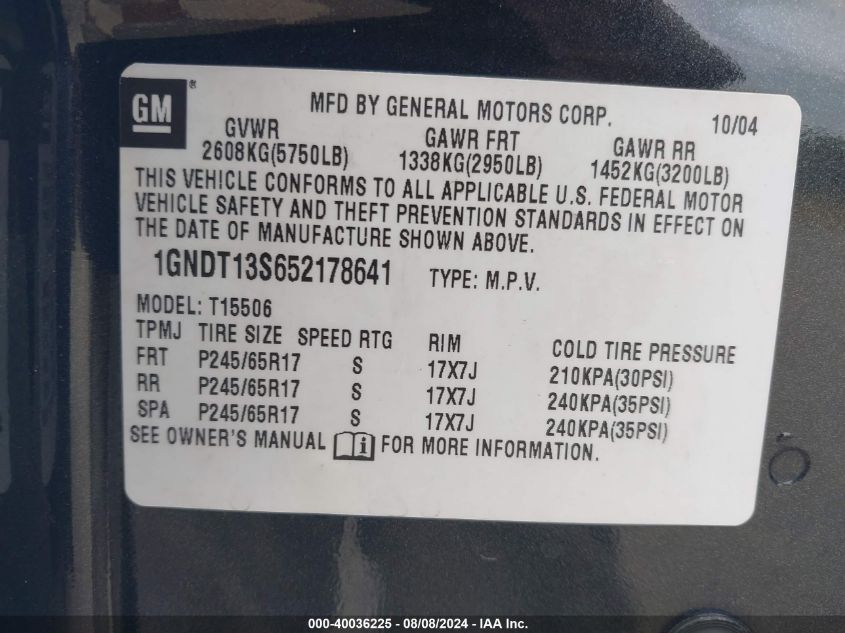 GM ®
MFD BY GENERAL MOTORS CORP. 10/04
GVWR GAWR FRT GAWR RR
2608KG(5750LB) 1338KG(2950LB) 1452KG(3200LB)
THIS VEHICLE CONFORMS TO ALL APPLICABLE U.S. FEDERAL MOTOR
VEHICLE SAFETY AND THEFT PREVENTION STANDARDS IN EFFECT ON
THE DATE OF MANUFACTURE SHOWN ABOVE.
1GNDT13S652178641 TYPE: M.P.V.
MODEL: T15506
TPMJ TIRE SIZE SPEED RTG RIM COLD TIRE PRESSURE
FRT P245/65R17 S 17X7J 210KPA(30PSI)
RR P245/65R17 S 17X7J 240KPA(35PSI)
SPA P245/65R17 S 17X7J 240KPA(35PSI)
SEE OWNER'S MANUAL i FOR MORE INFORMATION.
000-40036225 - 08/08/2024 - IAA Inc.